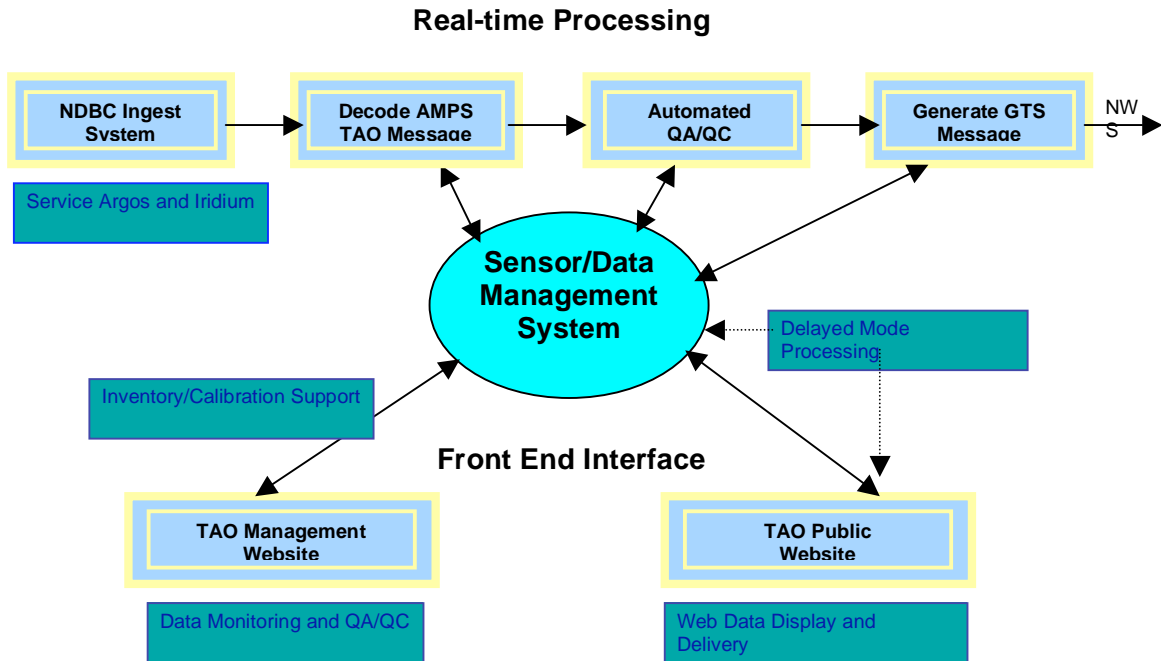 Real-time Processing
NDBC Ingest
System
Decode AMPS
TAO Message
Automated
QA/QC
Generate GTS
Message
NW
S
Service Argos and Iridium
Sensor/Data
Management
System
Delayed Mode
Processing
Inventory/Calibration Support
Front End Interface
TAO Management
Website
TAO Public
Website
Data Monitoring and QA/QC
Web Data Display and
Delivery